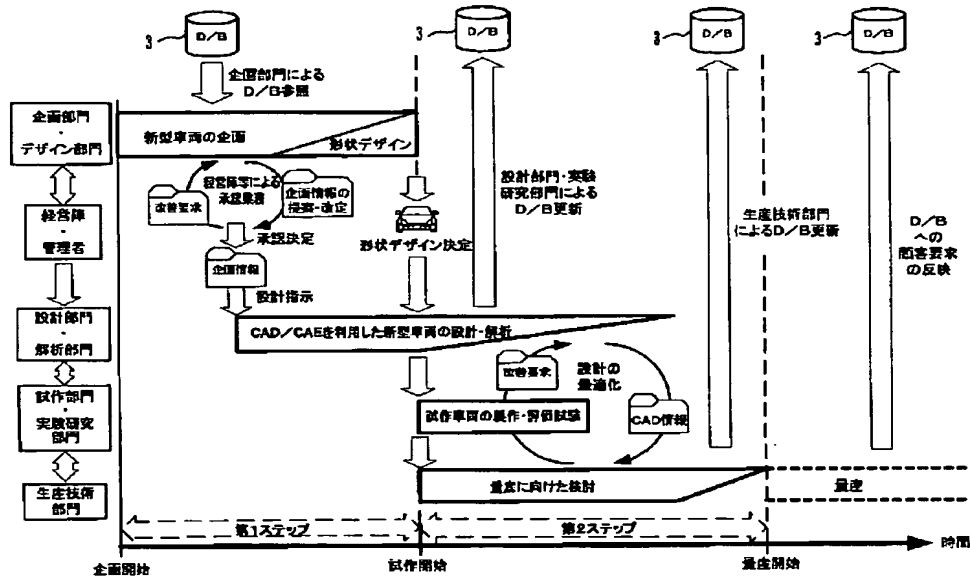 3
D/B
3
D/B
3
D/B
3
D/B
企画部門による
D/B参照
企画部門
・
デザイン部門
新型車両の企画
形状デザイン
設計部門・実験
研究部門による
D/B更新
生産技術部門
によるD/B更新
D/B
への
顧客要求
の反映
経営陣
・
管理者
改善要求
経営陣等による
承認業務
企画情報の
提案・改定
承認決定
形状デザイン決定
企画情報
設計指示
設計部門
・
解析部門
CAD/CAEを利用した新型車両の設計・解析
改善要求
設計の
最適化
試作部門
・
実験研究
部門
試作車両の製作・評価試験
CAD情報
生産技術
部門
量産に向けた検討
量産
第1ステップ
第2ステップ
時間
企画開始
試作開始
量産開始